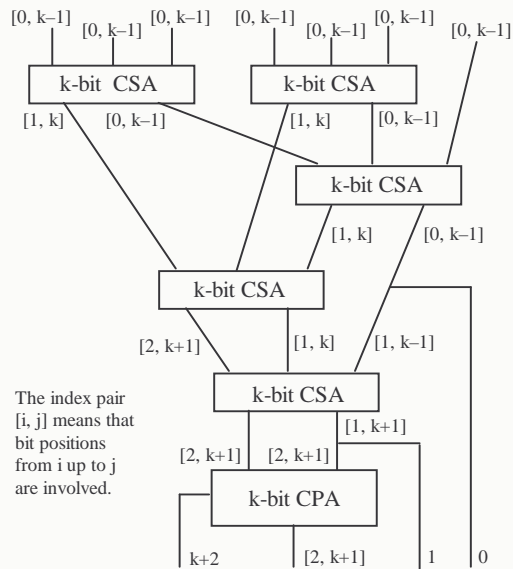 [0, k–1] [0, k–1] [0, k–1] [0, k–1]
[0, k–1] [0, k–1] [0, k–1]
k-bit CSA k-bit CSA
[1, k] [0, k–1] [1, k] [0, k–1]
k-bit CSA
[1, k] [0, k–1]
k-bit CSA
[2, k+1] [1, k] [1, k–1]
k-bit CSA
The index pair
[i, j] means that
bit positions
from i up to j
are involved.
[1, k+1]
[2, k+1] [2, k+1]
k-bit CPA
k+2 [2, k+1] 1 0